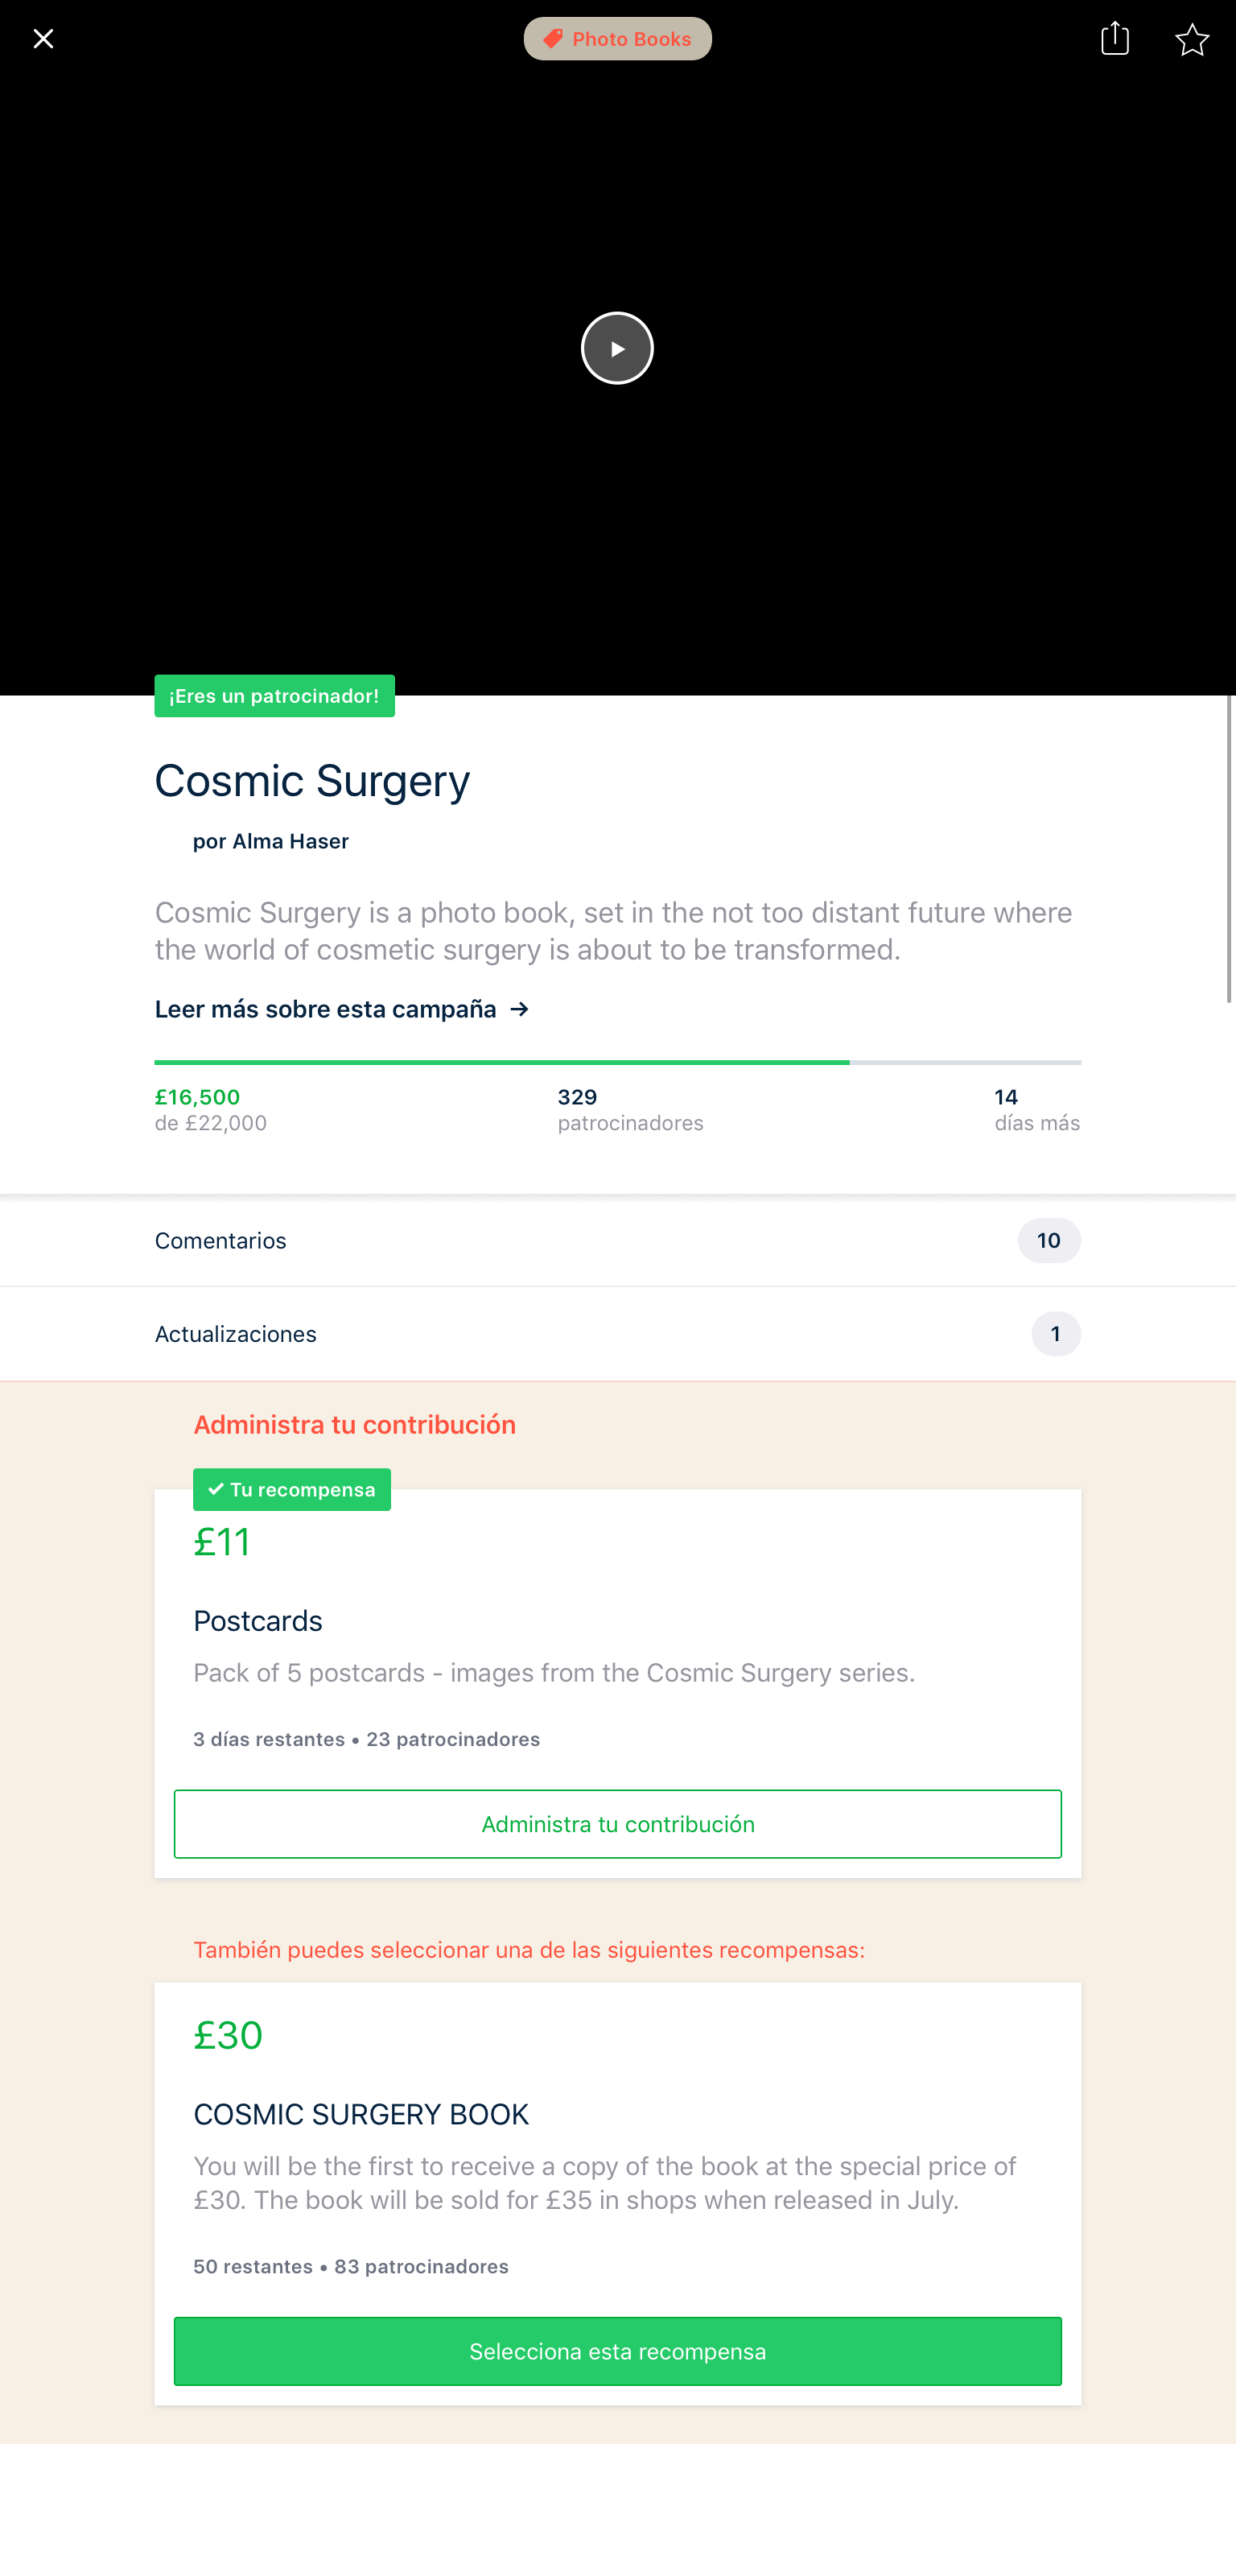 Photo Books
¡Eres un patrocinador!
Cosmic Surgery
por Alma Haser
Cosmic Surgery is a photo book, set in the not too distant future where
the world of cosmetic surgery is about to be transformed.
Leer más sobre esta campaña →
£16,500
de £22,000
329
patrocinadores
14
días más
Comentarios
10
Actualizaciones
1
Administra tu contribución
✓ Tu recompensa
£11
Postcards
Pack of 5 postcards - images from the Cosmic Surgery series.
3 días restantes • 23 patrocinadores
Administra tu contribución
También puedes seleccionar una de las siguientes recompensas:
£30
COSMIC SURGERY BOOK
You will be the first to receive a copy of the book at the special price of
£30. The book will be sold for £35 in shops when released in July.
50 restantes • 83 patrocinadores
Selecciona esta recompensa